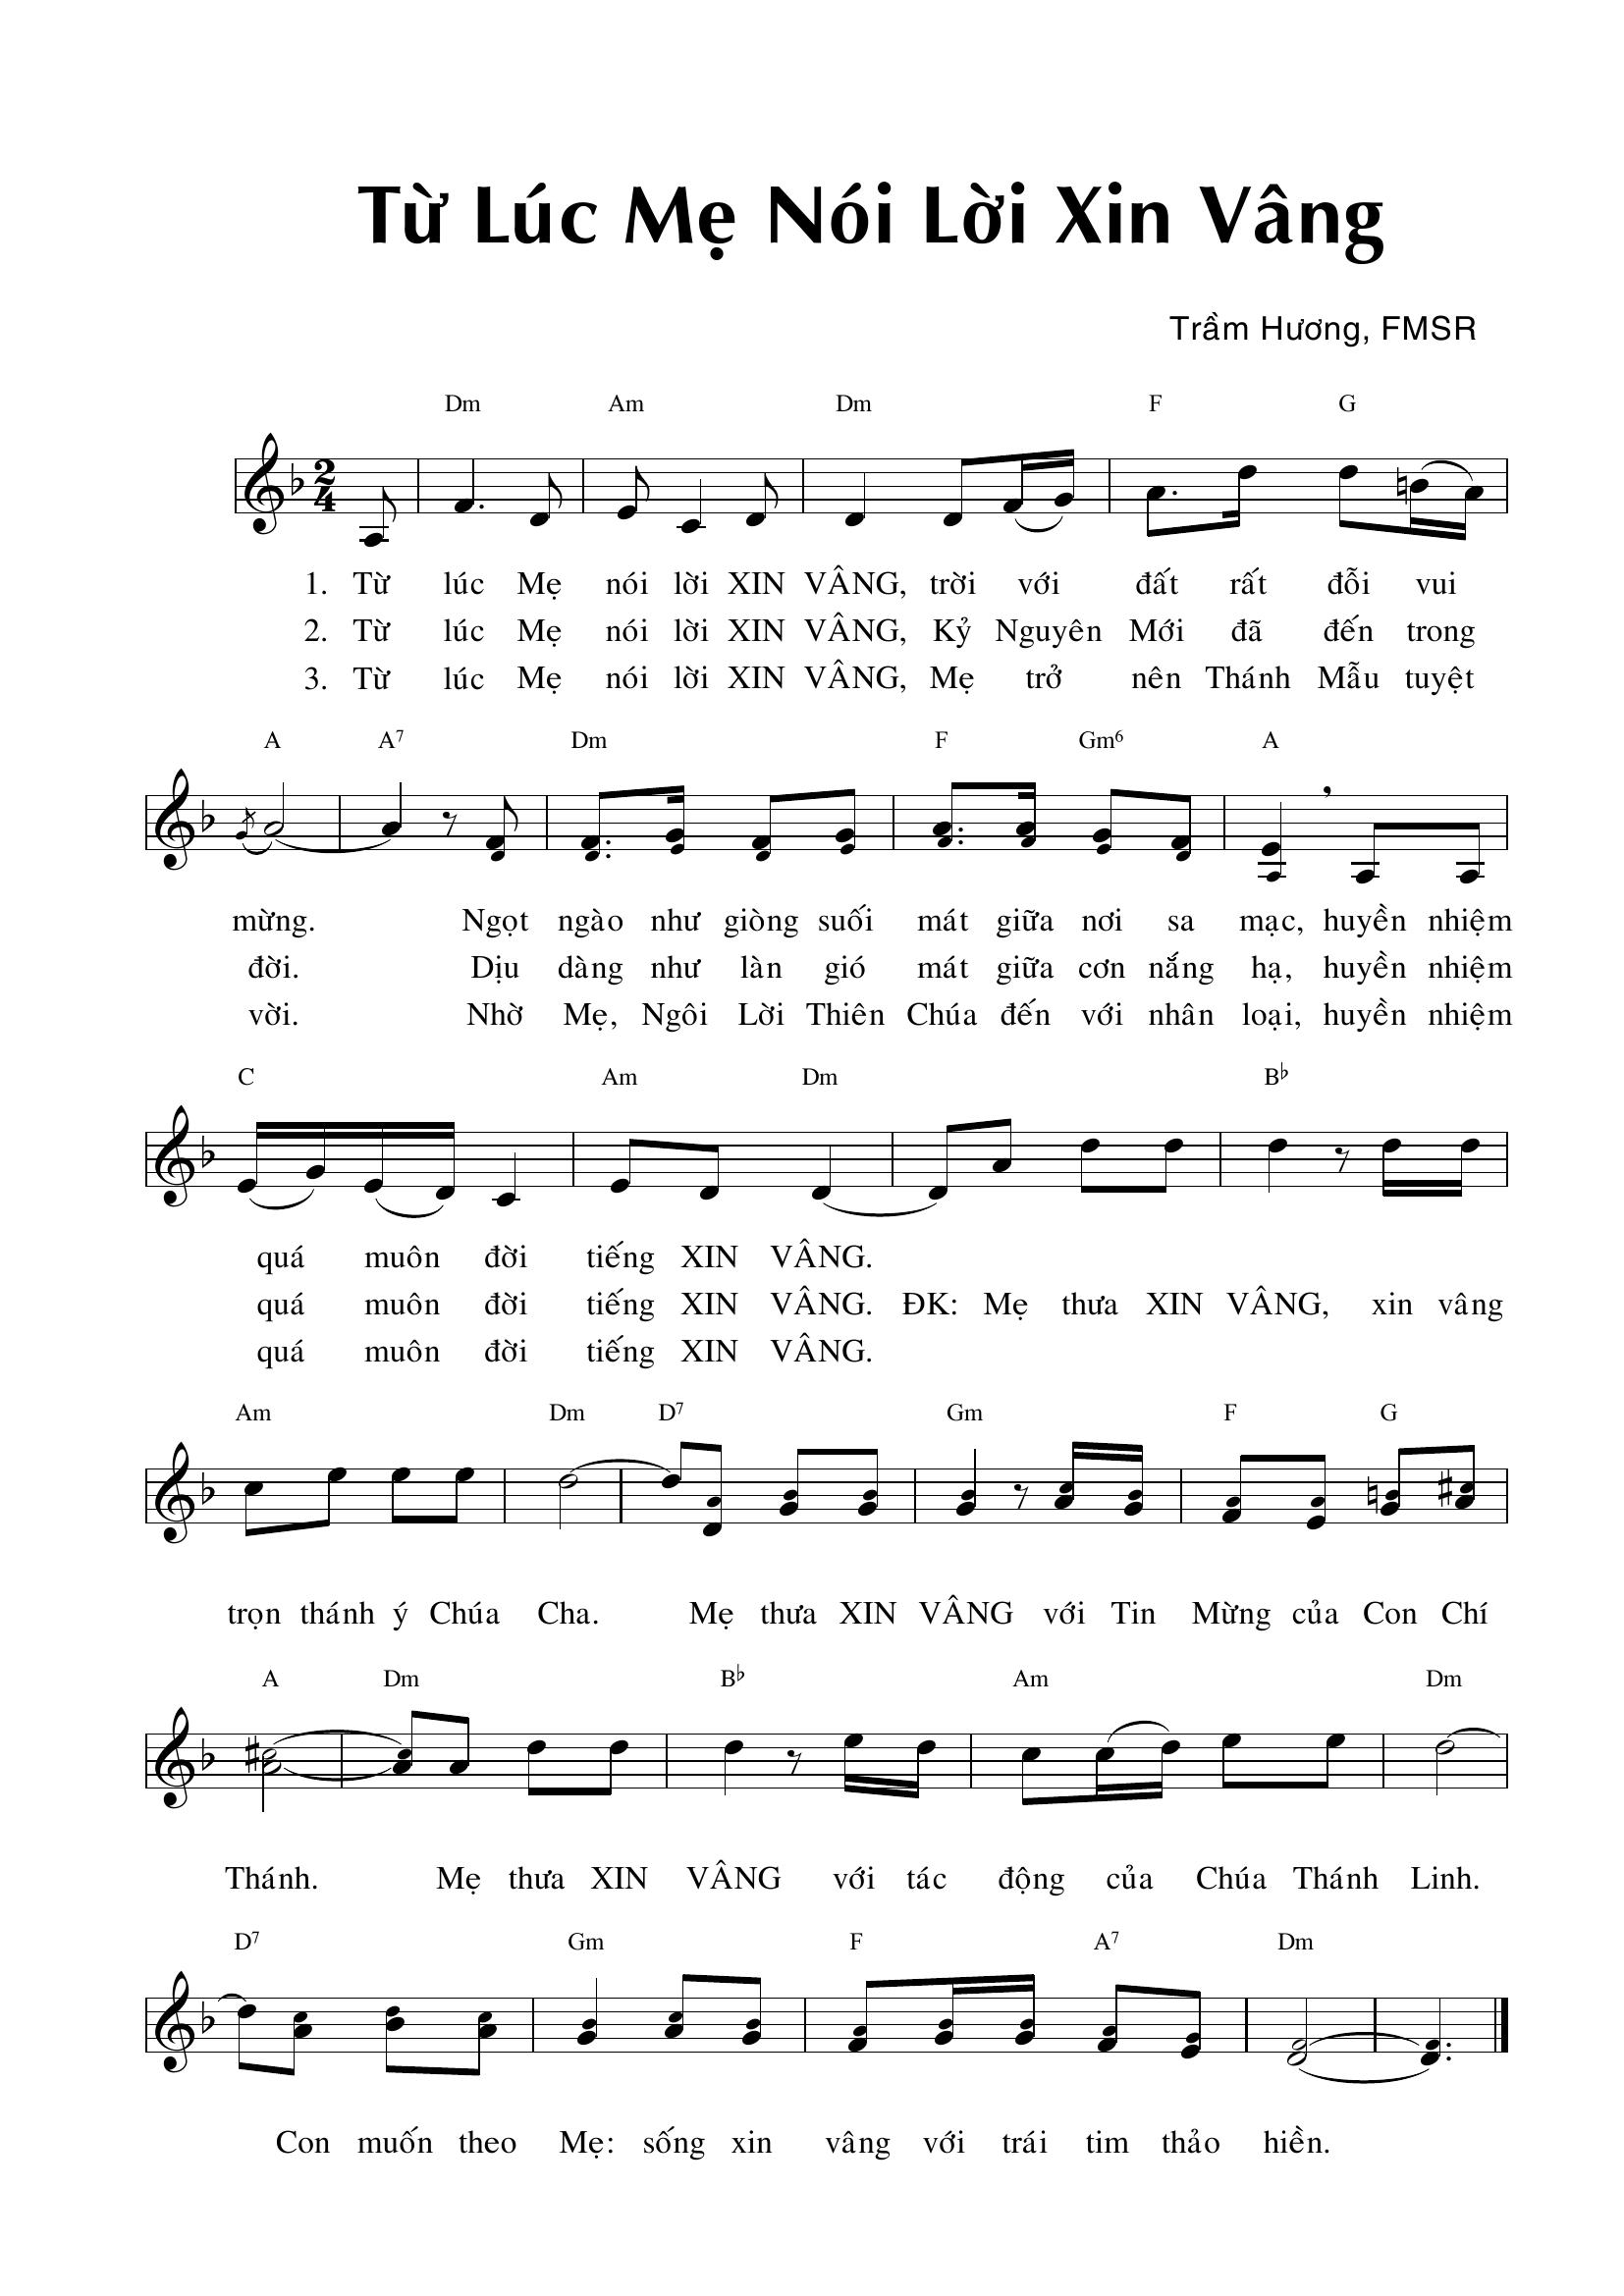 Từ Lúc Mẹ Nói Lời Xin Vâng
Trầm Hương, FMSR
Dm Am Dm F G
2
4
1. Từ lúc Mẹ nói lời XIN VÂNG, trời với đất rất đỗi vui
2. Từ lúc Mẹ nói lời XIN VÂNG, Kỷ Nguyên Mới đã đến trong
3. Từ lúc Mẹ nói lời XIN VÂNG, Mẹ trở nên Thánh Mẫu tuyệt
A A7 Dm F Gm6 A
mừng. Ngọt ngào như giòng suối mát giữa nơi sa mạc, huyền nhiệm
đời. Dịu dàng như làn gió mát giữa cơn nắng hạ, huyền nhiệm
vời. Nhờ Mẹ, Ngôi Lời Thiên Chúa đến với nhân loại, huyền nhiệm
C Am Dm B♭
quá muôn đời tiếng XIN VÂNG.
quá muôn đời tiếng XIN VÂNG. ĐK: Mẹ thưa XIN VÂNG, xin vâng
quá muôn đời tiếng XIN VÂNG.
Am Dm D7 Gm F G
trọn thánh ý Chúa Cha. Mẹ thưa XIN VÂNG với Tin Mừng của Con Chí
A Dm B♭ Am Dm
Thánh. Mẹ thưa XIN VÂNG với tác động của Chúa Thánh Linh.
D7 Gm F A7 Dm
Con muốn theo Mẹ: sống xin vâng với trái tim thảo hiền.